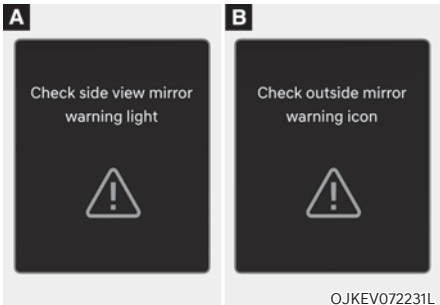 A
Check side view mirror
warning light
B
Check outside mirror
warning icon
OJKEV072231L